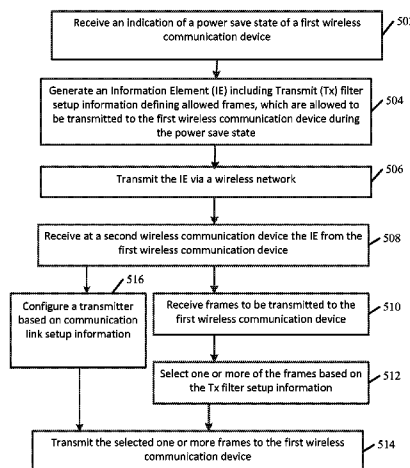 Receive an indication of a power save state of a first wireless
communication device
Generate an Information Element (IE) including Transmit (Tx) filter
setup information defining allowed frames, which are allowed to
be transmitted to the first wireless communication device during
the power save state
504
Transmit the IE via a wireless network
506
Receive at a second wireless communication device the IE from the
first wireless communication device
508
516
Configure a transmitter
based on communication
link setup information
Receive frames to be transmitted to the
first wireless communication device
510
Select one or more of the frames based on
the Tx filter setup information
512
Transmit the selected one or more frames to the first wireless
communication device
514